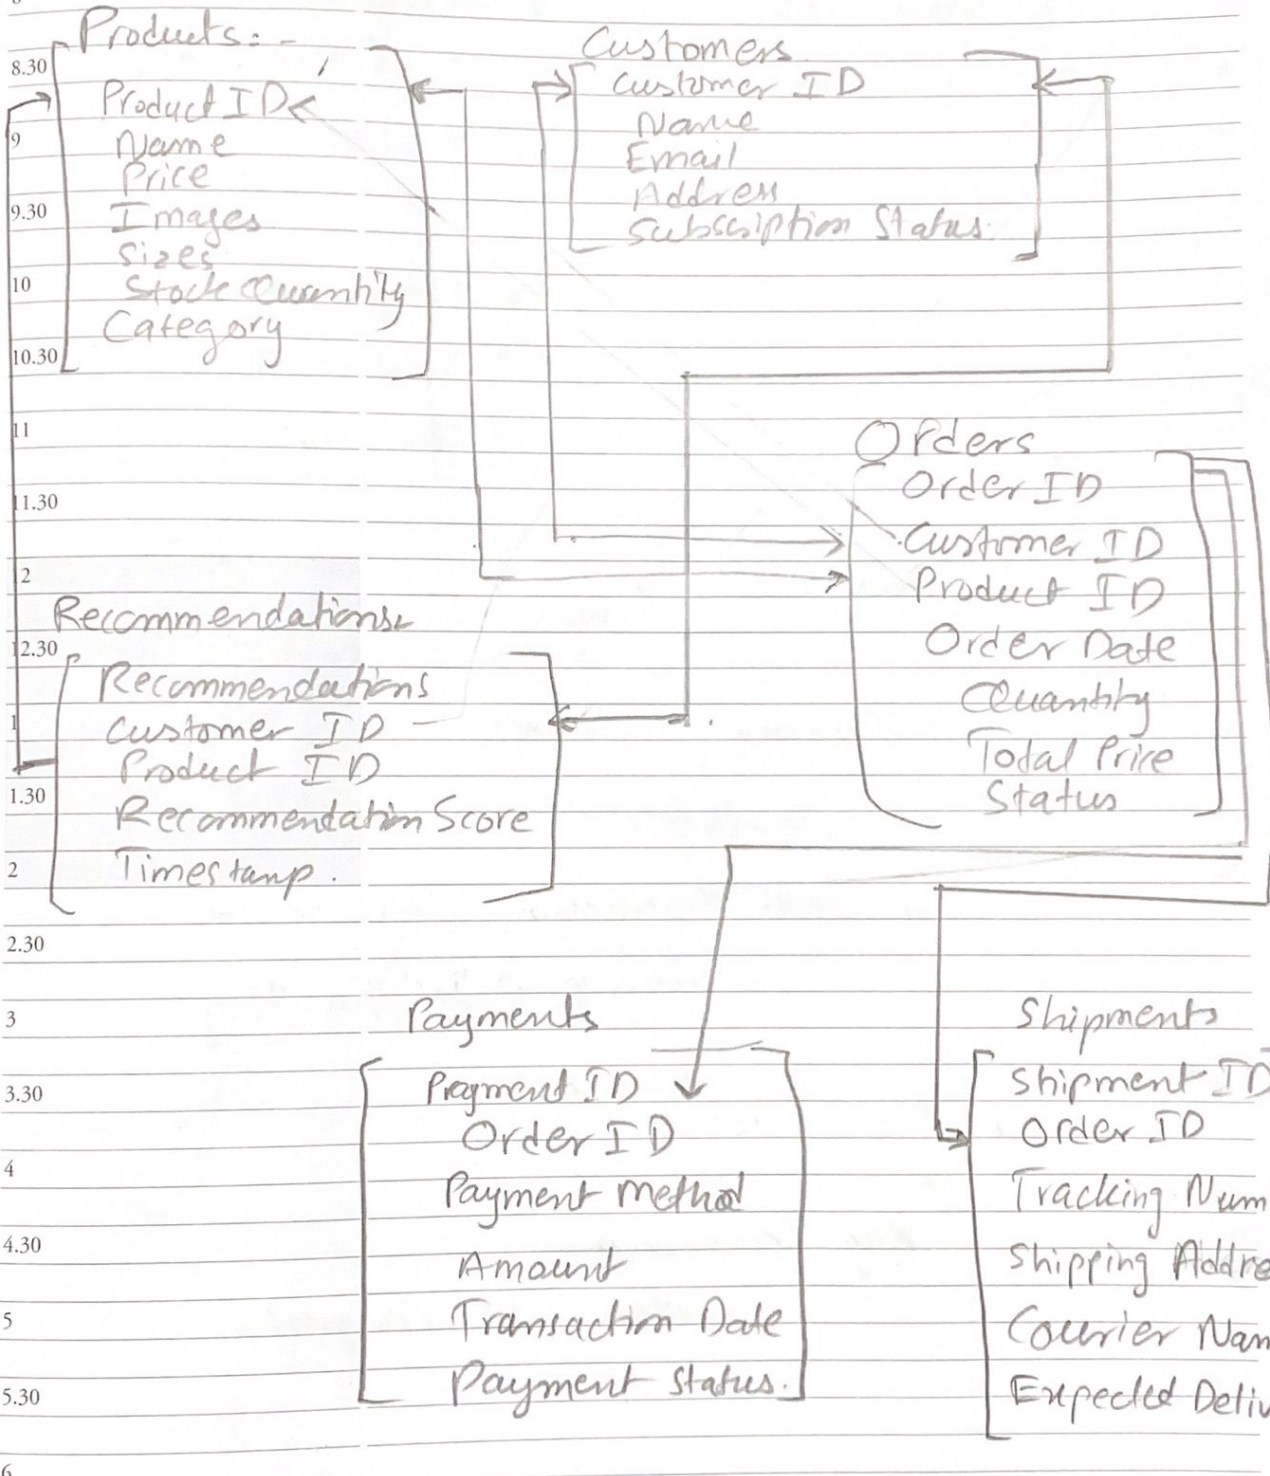 Products:-
8.30
Product ID
9
Name
Price
9.30
Images
Sizes
10
Stock Quantity
Category
10.30
Customers
Customer ID
Name
Email
Address
Subscription Status.
11
Orders
Order ID
11.30
Customer ID
Product ID
Order Date
Quantity
Total Price
Status
2
Recommendations
12.30
Recommendations
1
Customer ID
Product ID
1.30
Recommendation Score
2
Timestamp.
2.30
3
Payments
3.30
Payment ID
Order ID
4
Payment Method
4.30
Amount
5
Transaction Date
5.30
Payment Status.
Shipments
Shipment ID
Order ID
Tracking Num
Shipping Addre
Courier Nam
Expected Deliv
6